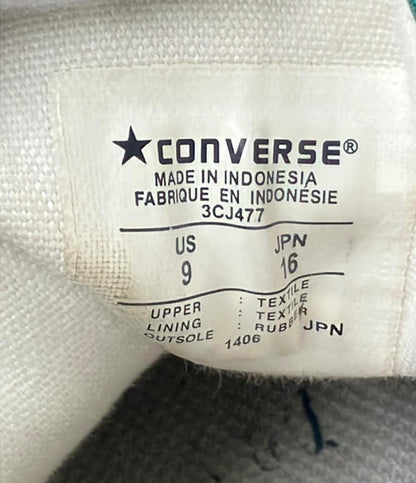 ★CONVERSE®
MADE IN INDONESIA
FABRIQUE EN INDONÉSIE
3CJ477
US JPN
9 16
UPPER : TEXTILE
LINING : TEXTILE
OUTSOLE : RUBBER JPN
1406